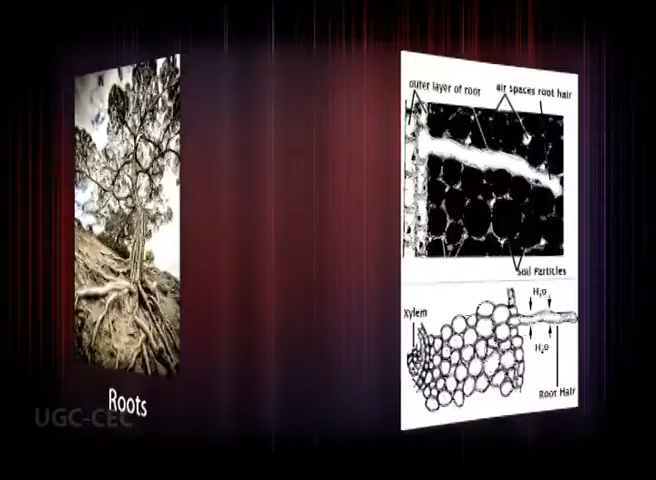 outer layer of root
air spaces root hair
Soil Particles
H₂o
Xylem
H₂o
Root Hair
Roots
UGC-CEC